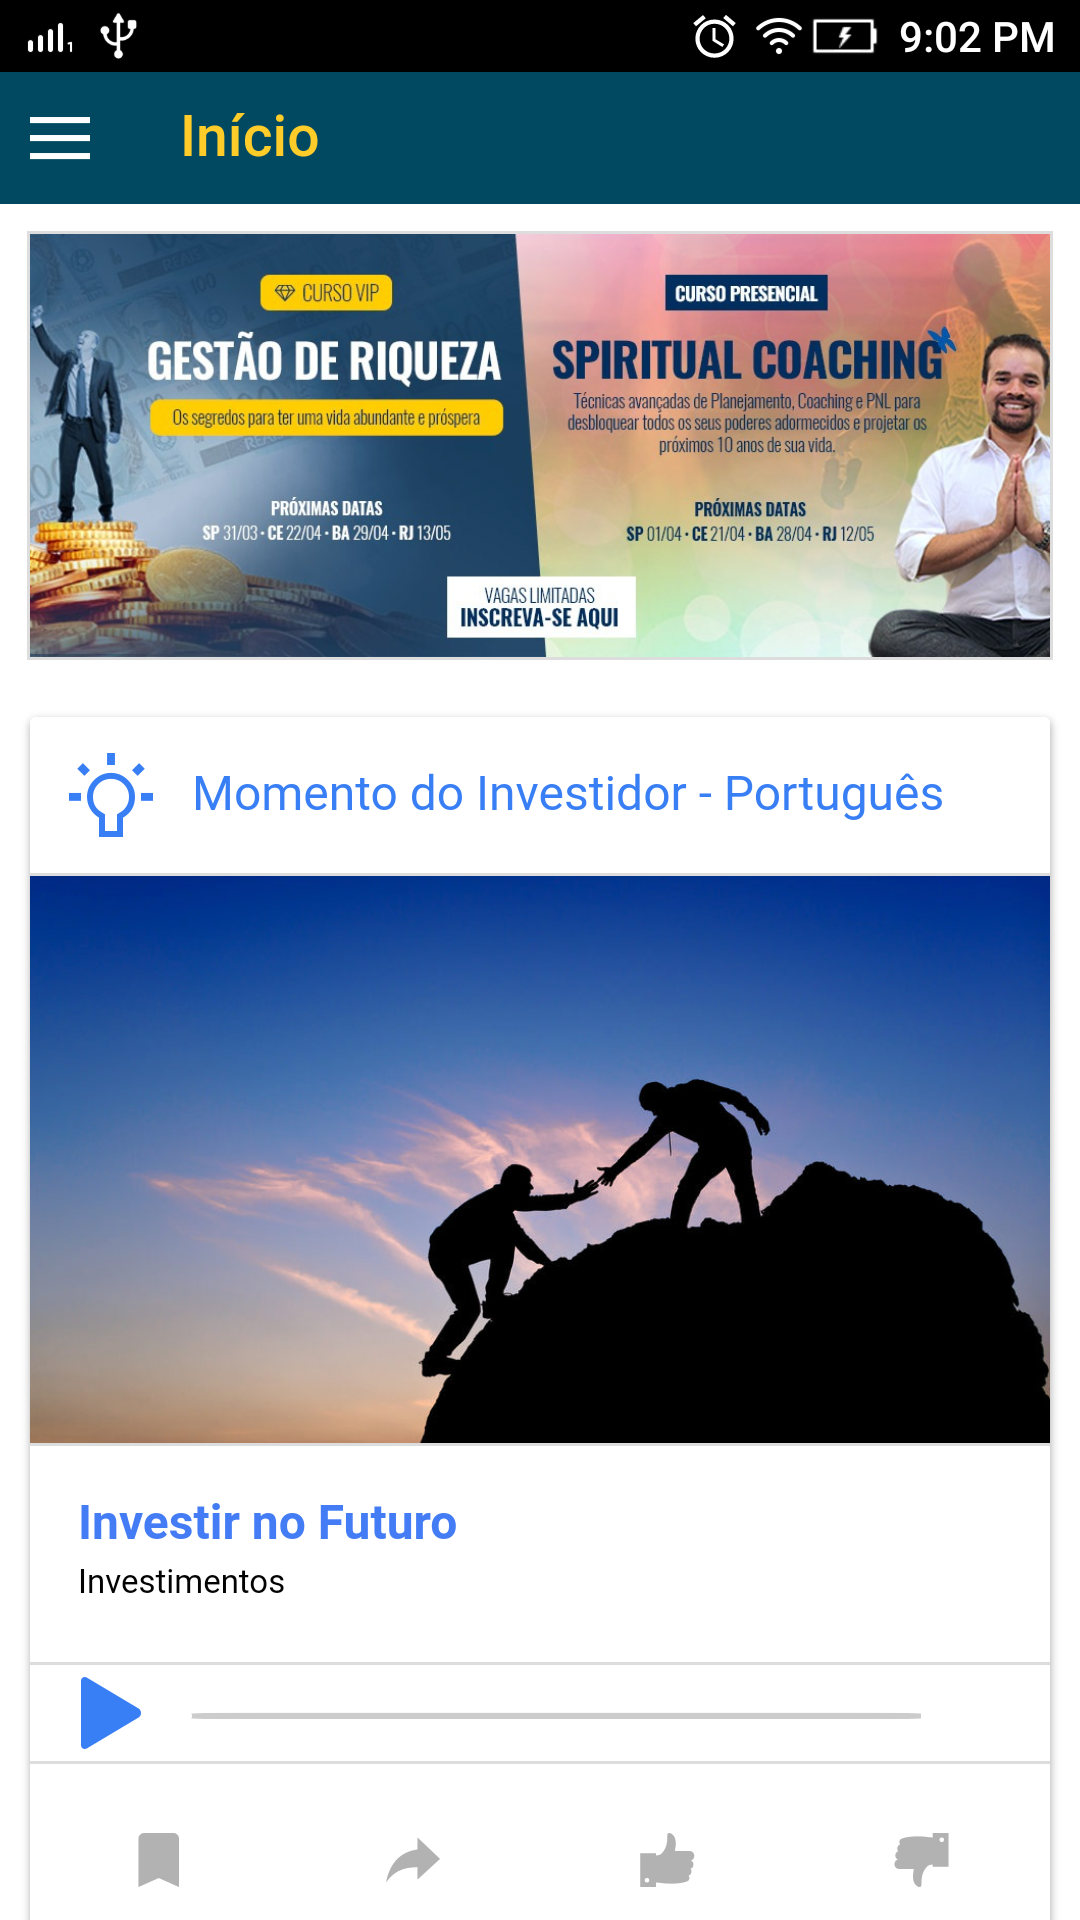 1 9:02 PM
Início
CURSO VIP
GESTÃO DE RIQUEZA
Os segredos para ter uma vida abundante e próspera
PRÓXIMAS DATAS
SP 31/03 • CE 22/04 • BA 29/04 • RJ 13/05
CURSO PRESENCIAL
SPIRITUAL COACHING
Técnicas avançadas de Planejamento, Coaching e PNL para
desbloquear todos os seus poderes adormecidos e projetar os
próximos 10 anos de sua vida.
PRÓXIMAS DATAS
SP 01/04 • CE 21/04 • BA 28/04 • RJ 12/05
VAGAS LIMITADAS
INSCREVA-SE AQUI
Momento do Investidor - Português
Investir no Futuro
Investimentos